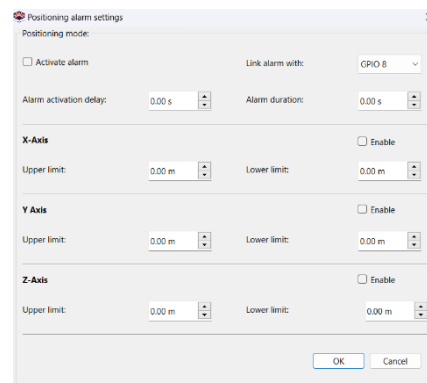 Positioning alarm settings
Positioning mode:
Activate alarm Link alarm with: GPIO 8
Alarm activation delay: 0.00 s Alarm duration: 0.00 s
X-Axis Enable
Upper limit: 0.00 m Lower limit: 0.00 m
Y Axis Enable
Upper limit: 0.00 m Lower limit: 0.00 m
Z-Axis Enable
Upper limit: 0.00 m Lower limit: 0.00 m
OK Cancel